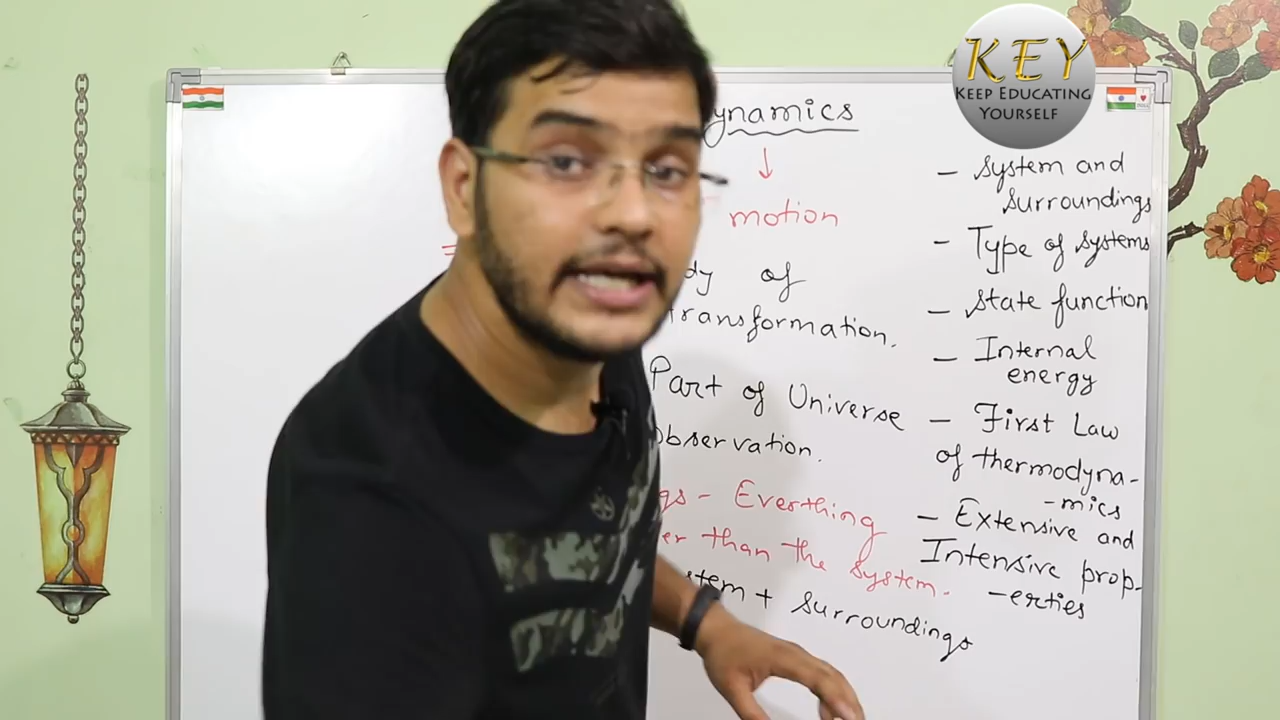 KEY
KEEP EDUCATING
YOURSELF
ynamics
motion
dy of
transformation.
Part of Universe
observation.
gs - Everthing
er than the system.
stem + Surroundings
- System and
Surroundings
- Type of systems
- State function
- Internal
energy
- First Law
of thermodyna-
-mics
- Extensive and
Intensive prop-
-erties